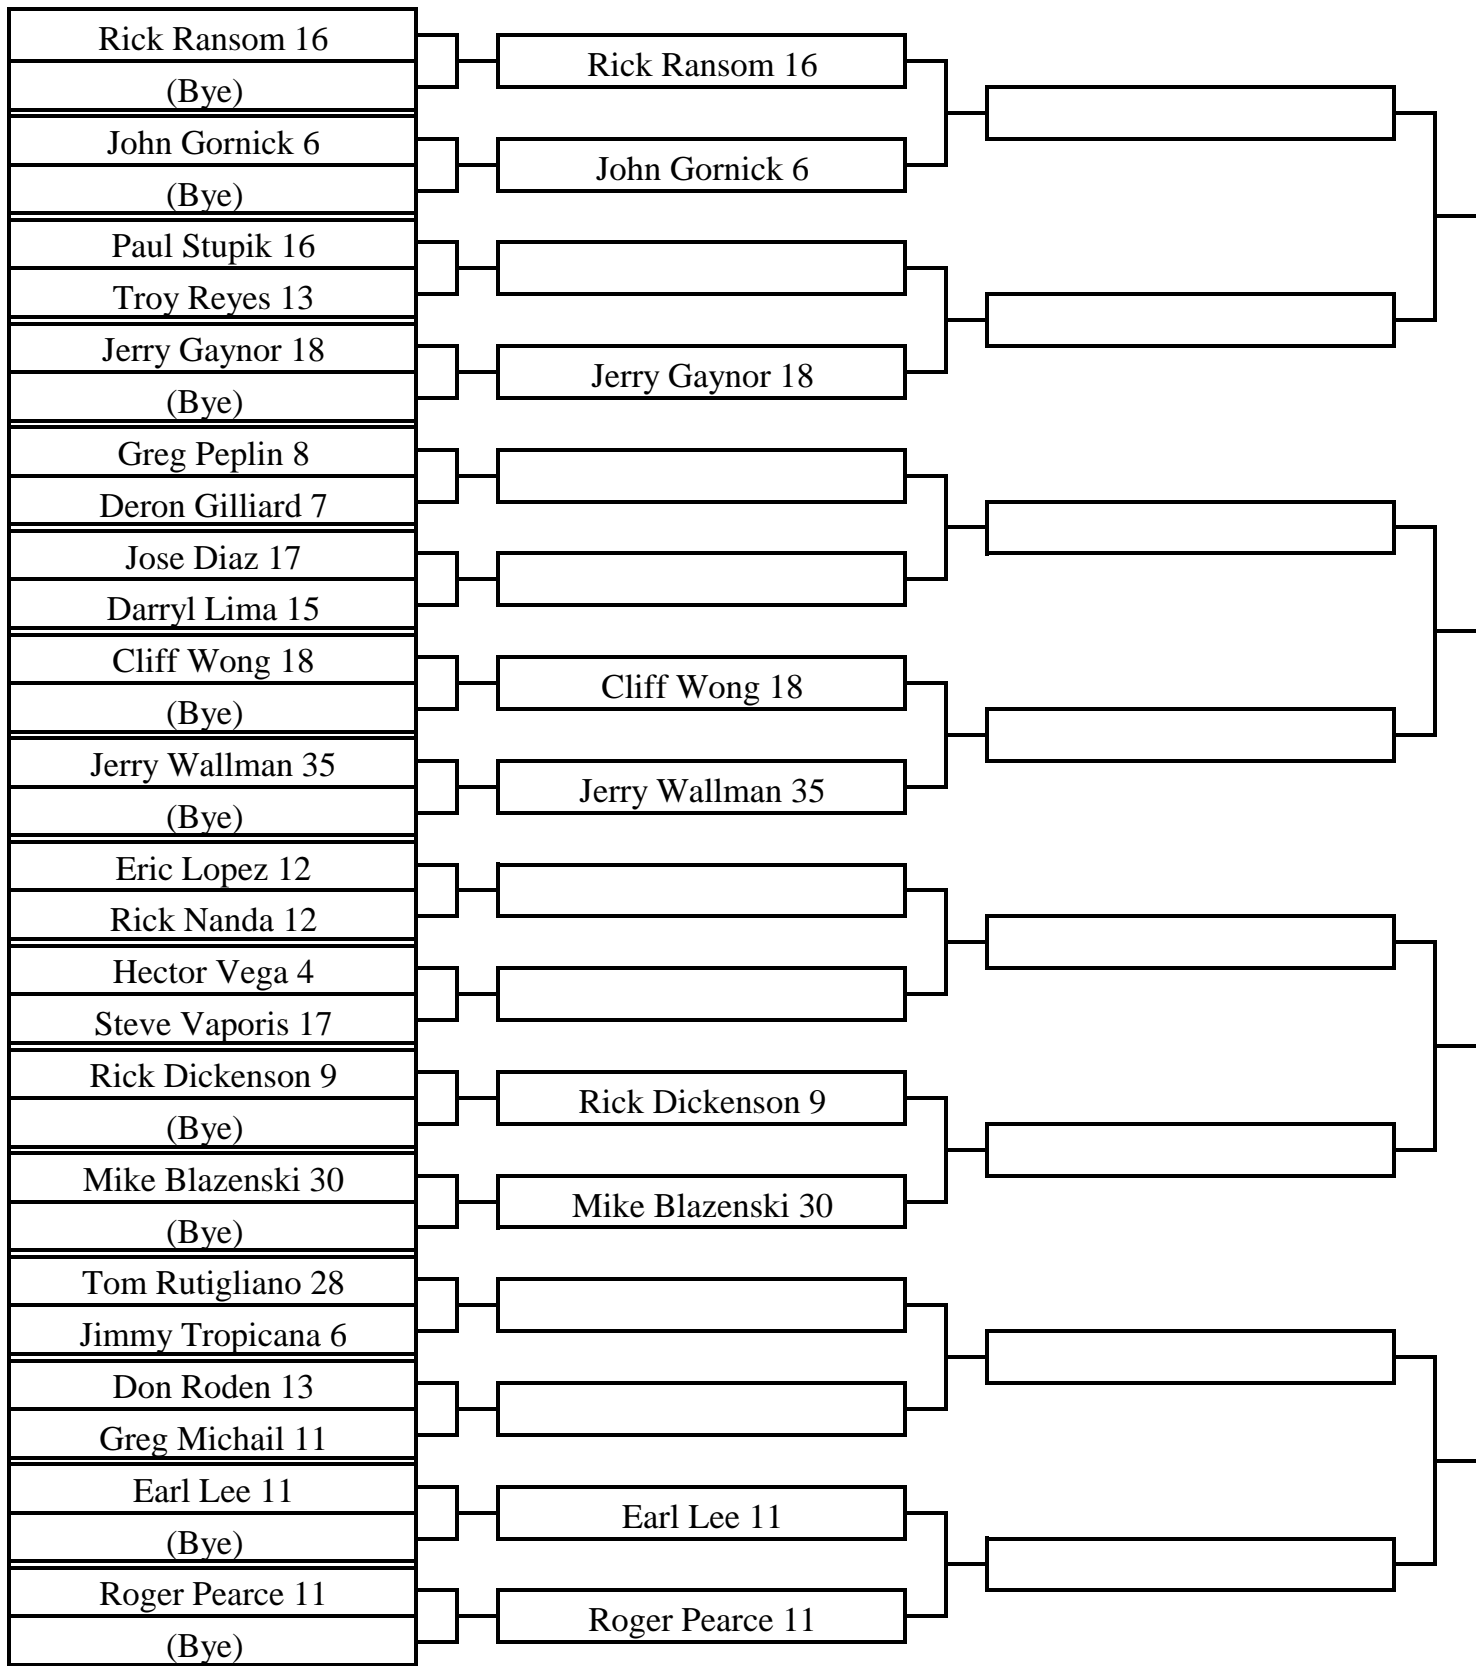 Rick Ransom 16
(Bye)
John Gornick 6
(Bye)
Paul Stupik 16
Troy Reyes 13
Jerry Gaynor 18
(Bye)
Greg Peplin 8
Deron Gilliard 7
Jose Diaz 17
Darryl Lima 15
Cliff Wong 18
(Bye)
Jerry Wallman 35
(Bye)
Eric Lopez 12
Rick Nanda 12
Hector Vega 4
Steve Vaporis 17
Rick Dickenson 9
(Bye)
Mike Blazenski 30
(Bye)
Tom Rutigliano 28
Jimmy Tropicana 6
Don Roden 13
Greg Michail 11
Earl Lee 11
(Bye)
Roger Pearce 11
(Bye)
Rick Ransom 16
John Gornick 6
Jerry Gaynor 18
Cliff Wong 18
Jerry Wallman 35
Rick Dickenson 9
Mike Blazenski 30
Earl Lee 11
Roger Pearce 11